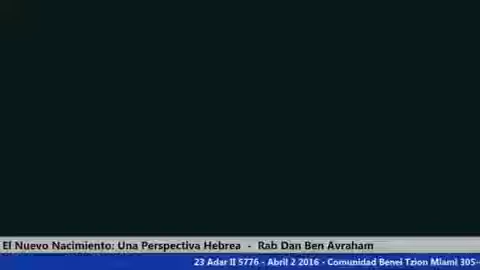 El Nuevo Nacimiento: Una Perspectiva Hebrea - Rab Dan Ben Avraham
23 Adar II 5776 - Abril 2 2016 - Comunidad Benei Tzion Miami 305-